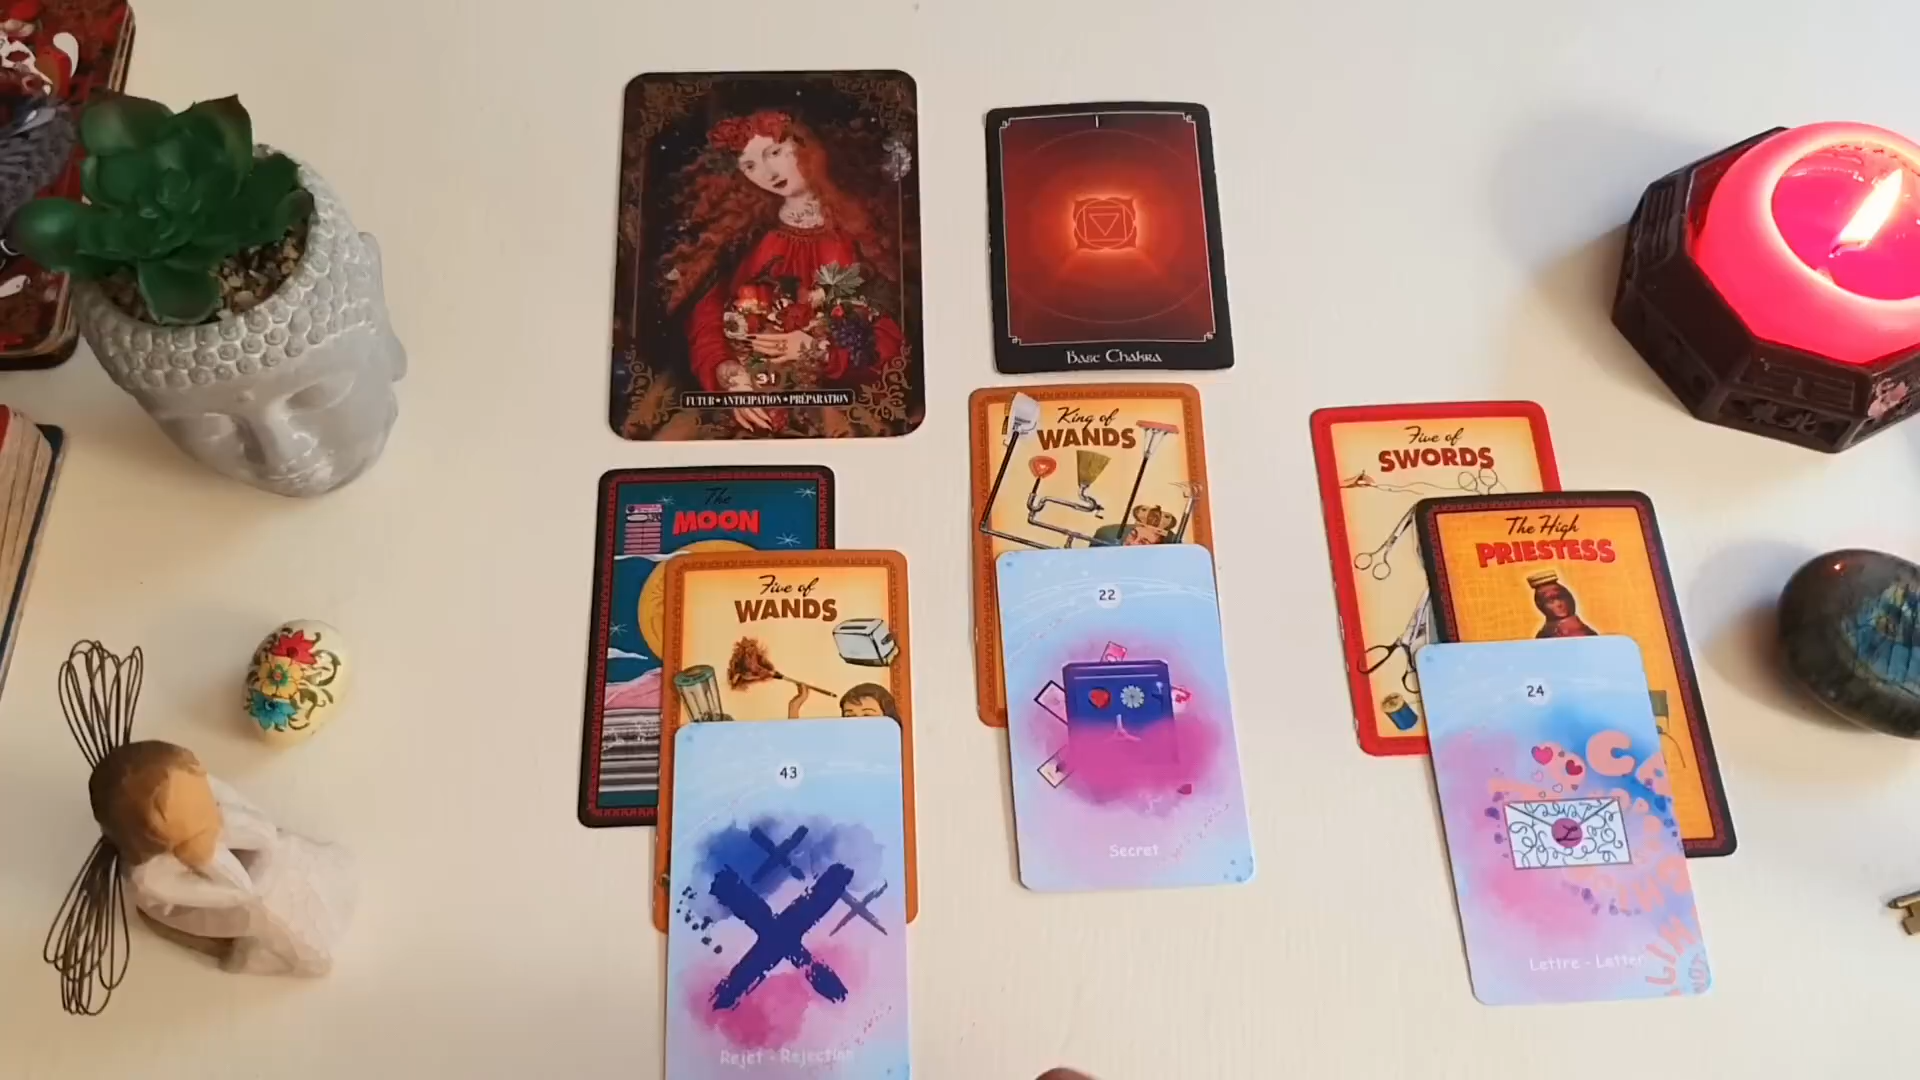 31
FUTUR • ANTICIPATION • PRÉPARATION
1
Base Chakra
The
MOON
Five of
WANDS
43
Rejet - Rejection
King of
WANDS
22
Secret
Five of
SWORDS
The High
PRIESTESS
24
Lettre - Letter